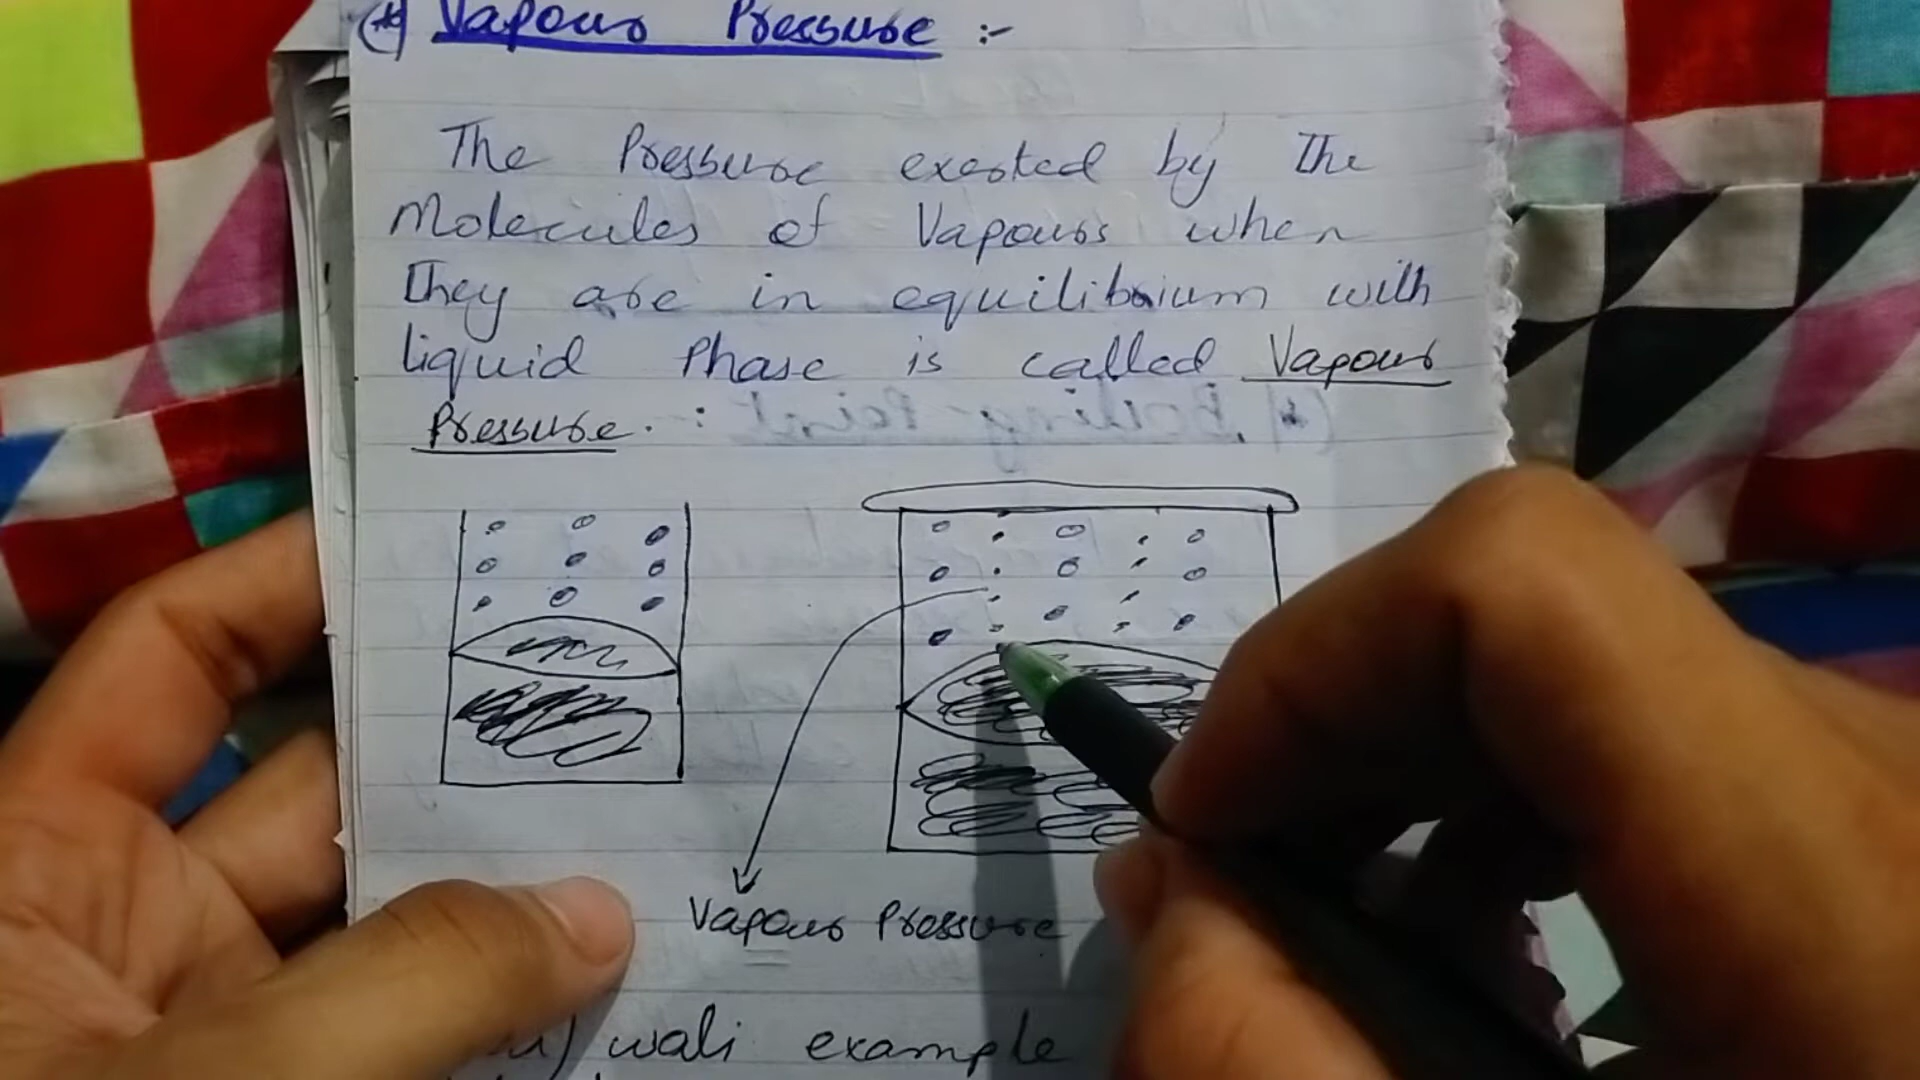 (*) Vapour Pressure :-
The Pressure exerted by the
Molecules of Vapours when
They are in equilibrium with
liquid Phase is called Vapour
Pressure.
Vapour Pressure
wali example